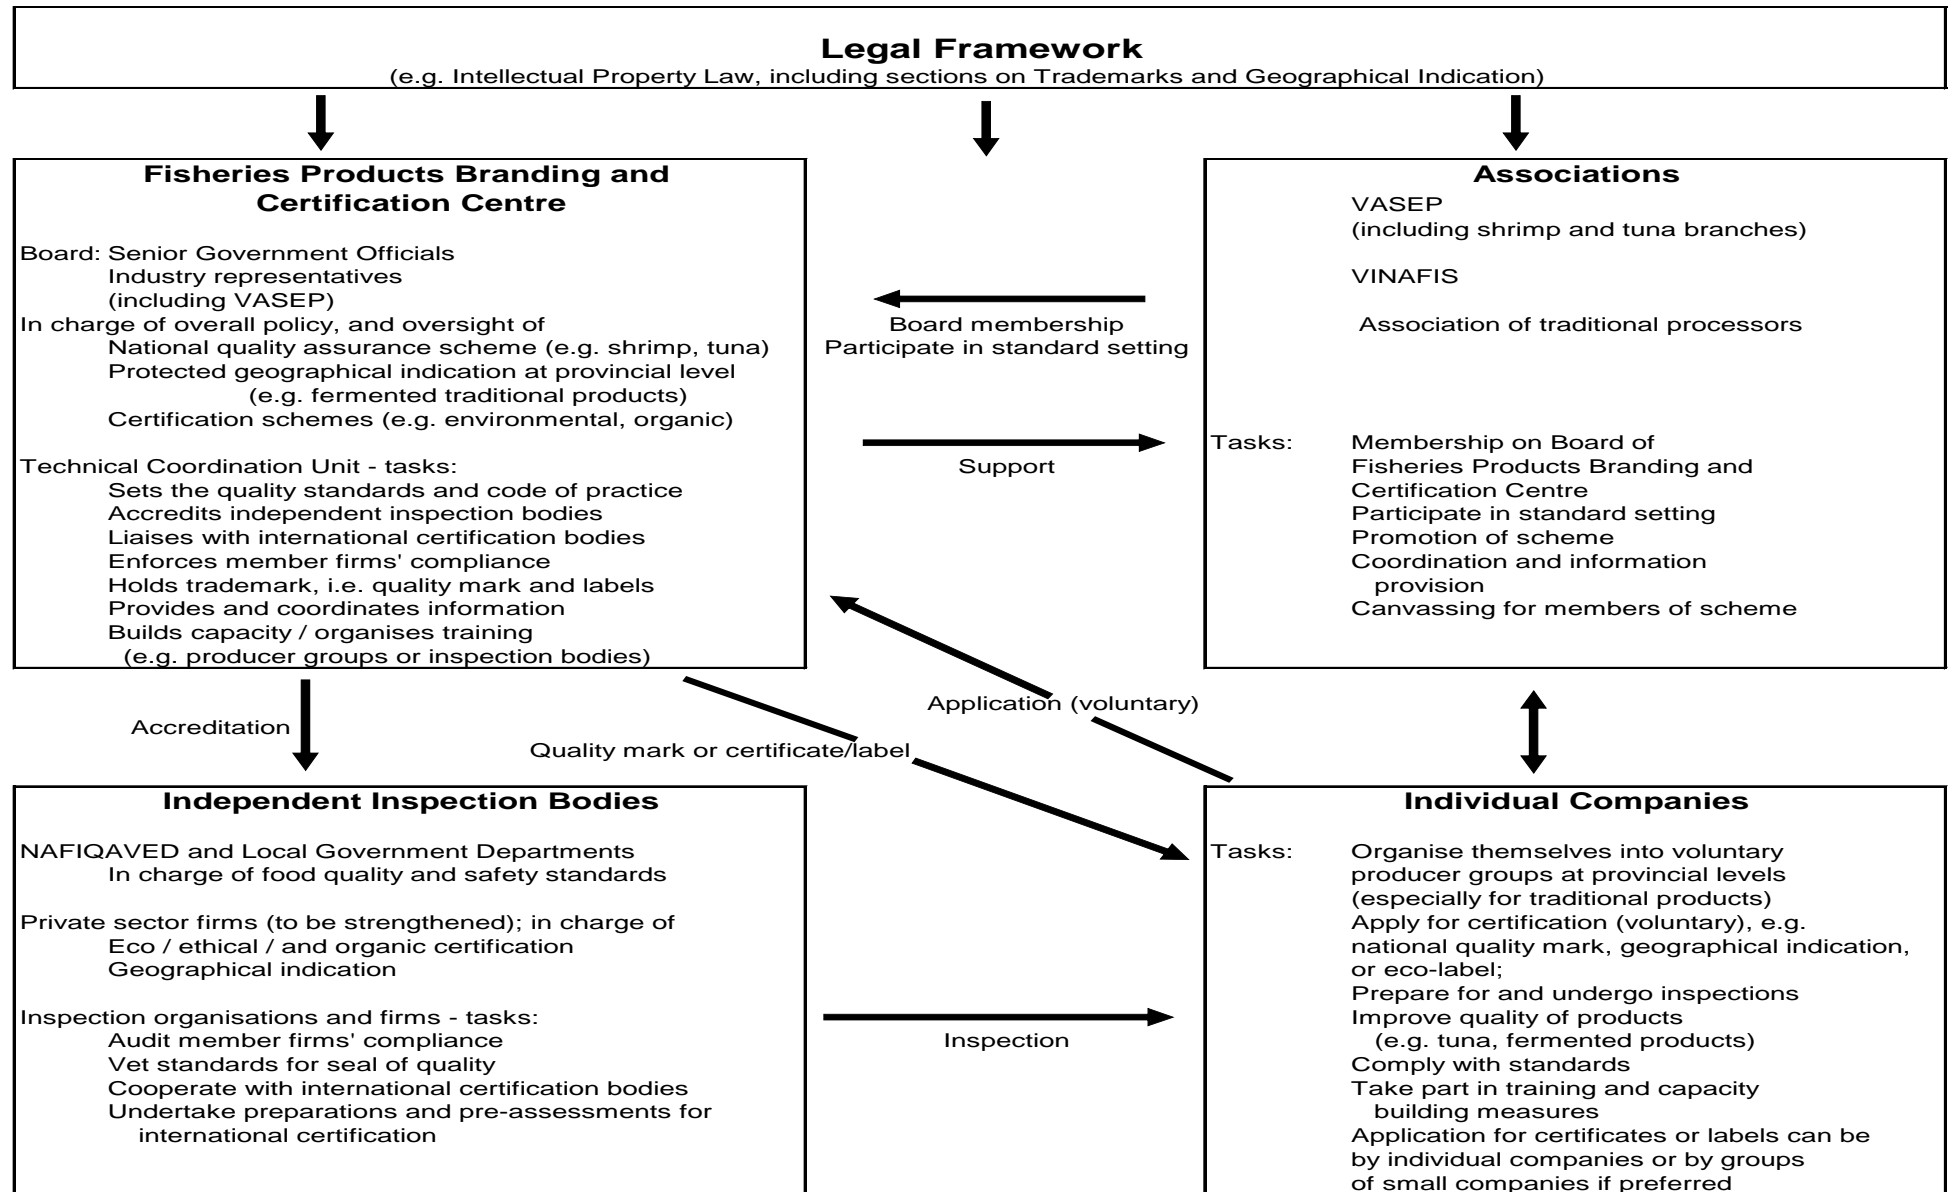 Legal Framework
(e.g. Intellectual Property Law, including sections on Trademarks and Geographical Indication)
Fisheries Products Branding and
Certification Centre
Board: Senior Government Officials
Industry representatives
(including VASEP)
In charge of overall policy, and oversight of
National quality assurance scheme (e.g. shrimp, tuna)
Protected geographical indication at provincial level
(e.g. fermented traditional products)
Certification schemes (e.g. environmental, organic)
Technical Coordination Unit - tasks:
Sets the quality standards and code of practice
Accredits independent inspection bodies
Liaises with international certification bodies
Enforces member firms' compliance
Holds trademark, i.e. quality mark and labels
Provides and coordinates information
Builds capacity / organises training
(e.g. producer groups or inspection bodies)
Board membership
Participate in standard setting
Support
Associations
VASEP
(including shrimp and tuna branches)
VINAFIS
Association of traditional processors
Tasks: Membership on Board of
Fisheries Products Branding and
Certification Centre
Participate in standard setting
Promotion of scheme
Coordination and information
provision
Canvassing for members of scheme
Accreditation
Application (voluntary)
Quality mark or certificate/label
Independent Inspection Bodies
NAFIQAVED and Local Government Departments
In charge of food quality and safety standards
Private sector firms (to be strengthened); in charge of
Eco / ethical / and organic certification
Geographical indication
Inspection organisations and firms - tasks:
Audit member firms' compliance
Vet standards for seal of quality
Cooperate with international certification bodies
Undertake preparations and pre-assessments for
international certification
Inspection
Individual Companies
Tasks: Organise themselves into voluntary
producer groups at provincial levels
(especially for traditional products)
Apply for certification (voluntary), e.g.
national quality mark, geographical indication,
or eco-label;
Prepare for and undergo inspections
Improve quality of products
(e.g. tuna, fermented products)
Comply with standards
Take part in training and capacity
building measures
Application for certificates or labels can be
by individual companies or by groups
of small companies if preferred